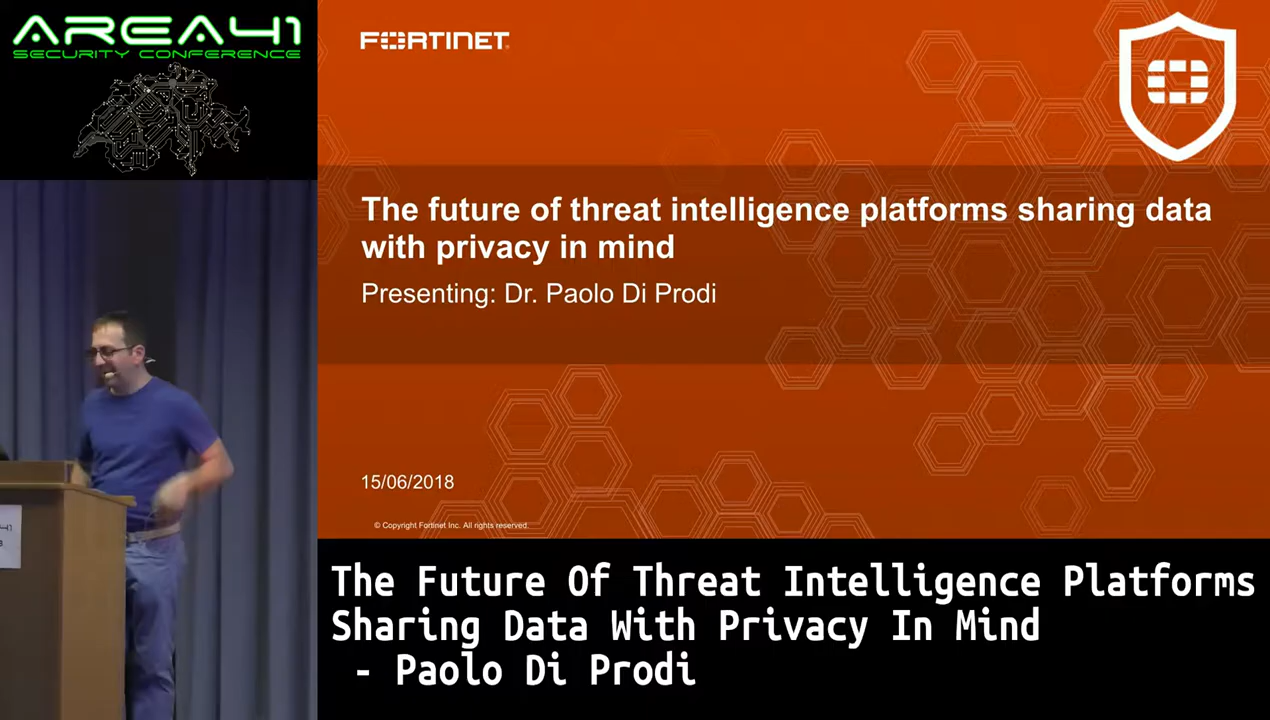 AREA41
SECURITY CONFERENCE
FORTINET
The future of threat intelligence platforms sharing data
with privacy in mind
Presenting: Dr. Paolo Di Prodi
15/06/2018
© Copyright Fortinet Inc. All rights reserved.
The Future Of Threat Intelligence Platforms
Sharing Data With Privacy In Mind
- Paolo Di Prodi